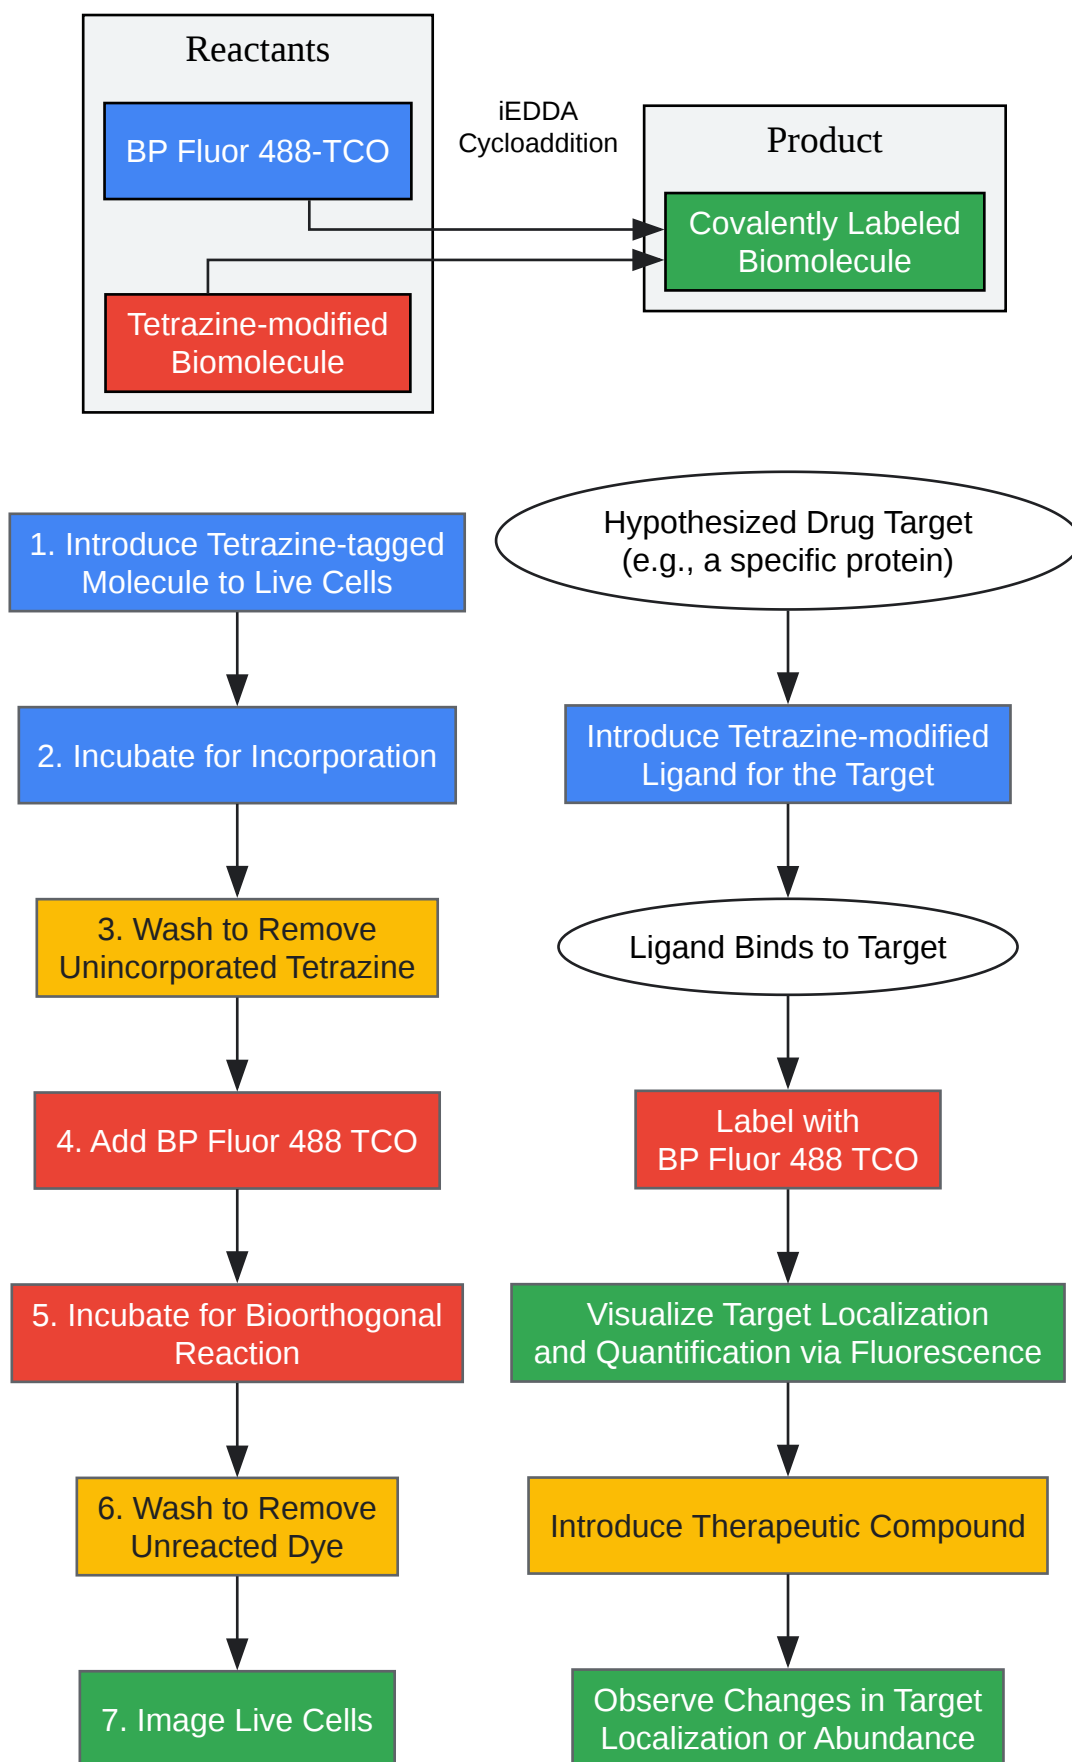 Reactants
BP Fluor 488-TCO
Tetrazine-modified
Biomolecule
iEDDA
Cycloaddition
Product
Covalently Labeled
Biomolecule
1. Introduce Tetrazine-tagged
Molecule to Live Cells
2. Incubate for Incorporation
3. Wash to Remove
Unincorporated Tetrazine
4. Add BP Fluor 488 TCO
5. Incubate for Bioorthogonal
Reaction
6. Wash to Remove
Unreacted Dye
7. Image Live Cells
Hypothesized Drug Target
(e.g., a specific protein)
Introduce Tetrazine-modified
Ligand for the Target
Ligand Binds to Target
Label with
BP Fluor 488 TCO
Visualize Target Localization
and Quantification via Fluorescence
Introduce Therapeutic Compound
Observe Changes in Target
Localization or Abundance